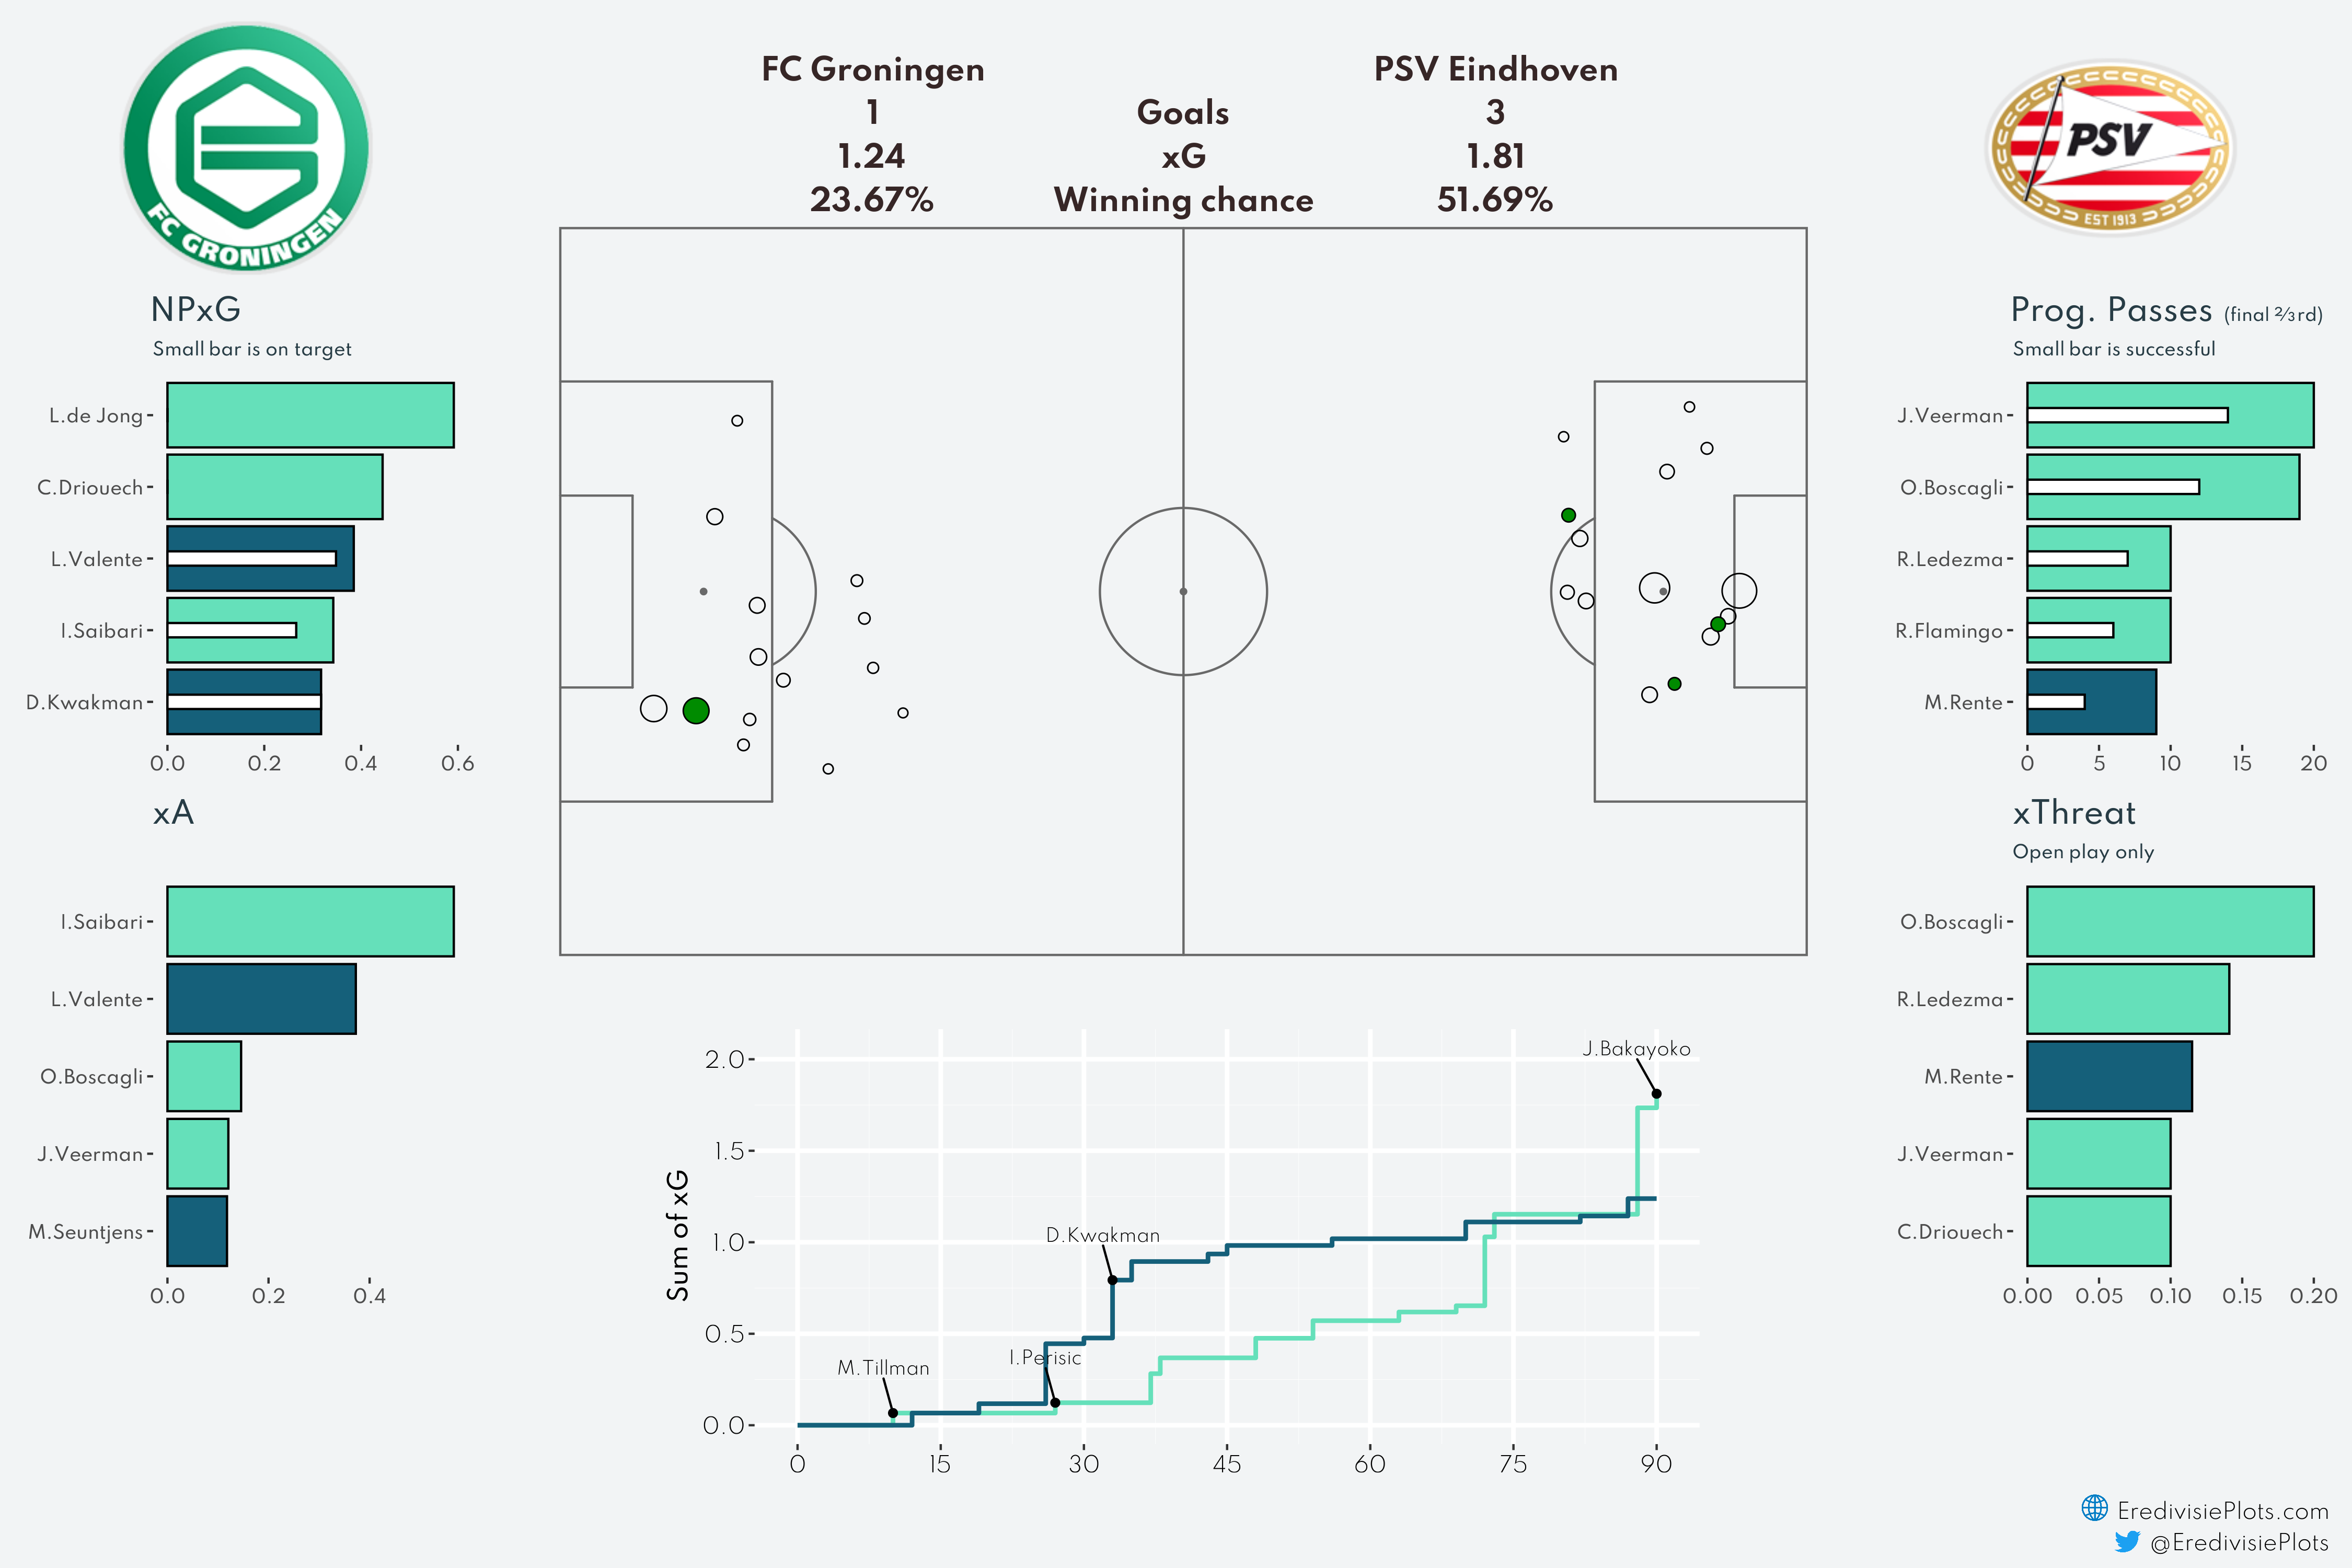 FC GRONINGEN
FC Groningen PSV Eindhoven
1 Goals 3
1.24 xG 1.81
23.67% Winning chance 51.69%
PSV
EST 1913
NPxG
Small bar is on target
L.de Jong
C.Driouech
L.Valente
I.Saibari
D.Kwakman
0.0 0.2 0.4 0.6
xA
I.Saibari
L.Valente
O.Boscagli
J.Veerman
M.Seuntjens
0.0 0.2 0.4
Sum of xG
2.0
1.5
1.0
0.5
0.0
M.Tillman
I.Perisic
D.Kwakman
J.Bakayoko
0 15 30 45 60 75 90
Prog. Passes (final ⅔rd)
Small bar is successful
J.Veerman
O.Boscagli
R.Ledezma
R.Flamingo
M.Rente
0 5 10 15 20
xThreat
Open play only
O.Boscagli
R.Ledezma
M.Rente
J.Veerman
C.Driouech
0.00 0.05 0.10 0.15 0.20
EredivisiePlots.com
@EredivisiePlots